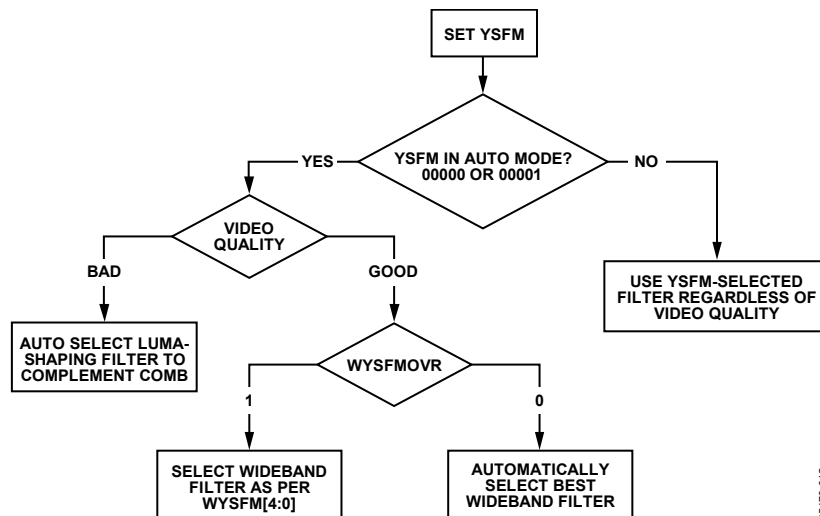 SET YSFM
YSFM IN AUTO MODE?
00000 OR 00001
YES
NO
VIDEO
QUALITY
BAD
GOOD
USE YSFM-SELECTED
FILTER REGARDLESS OF
VIDEO QUALITY
AUTO SELECT LUMA-
SHAPING FILTER TO
COMPLEMENT COMB
WYSFMOVR
1
0
SELECT WIDEBAND
FILTER AS PER
WYSFM[4:0]
AUTOMATICALLY
SELECT BEST
WIDEBAND FILTER